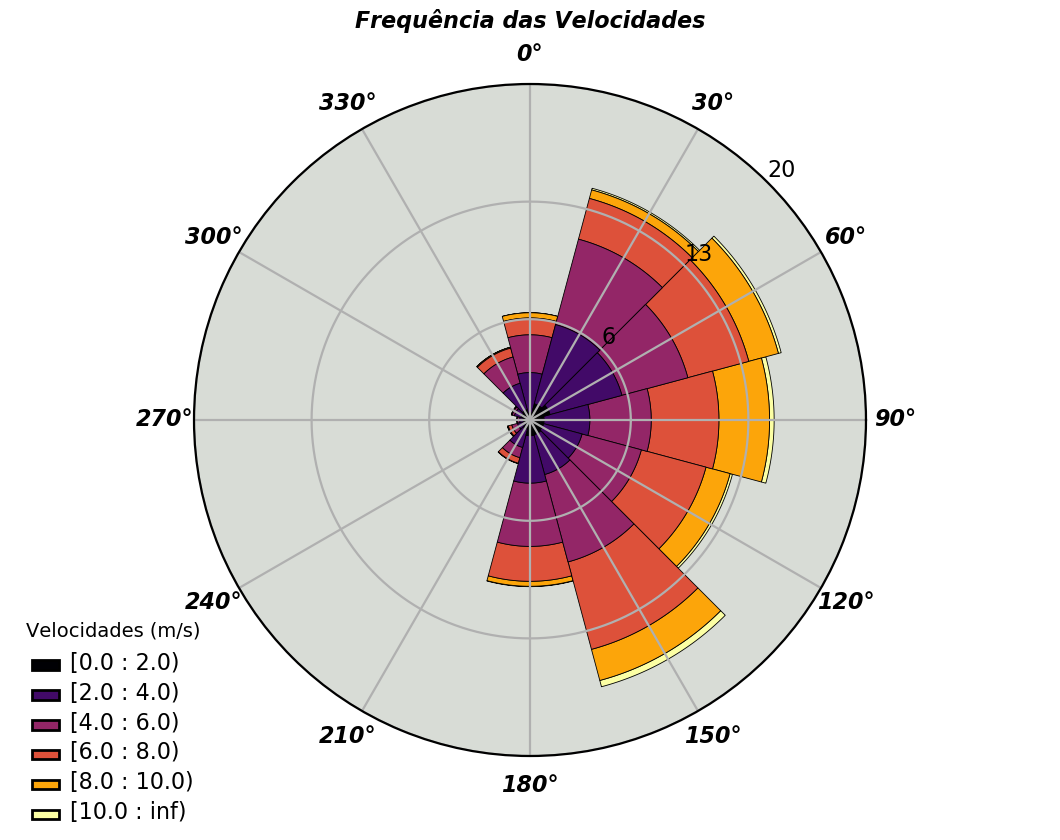 Frequência das Velocidades
0°
330°
30°
20
300°
60°
13
6
270°
90°
240°
120°
210°
150°
180°
Velocidades (m/s)
[0.0 : 2.0)
[2.0 : 4.0)
[4.0 : 6.0)
[6.0 : 8.0)
[8.0 : 10.0)
[10.0 : inf)